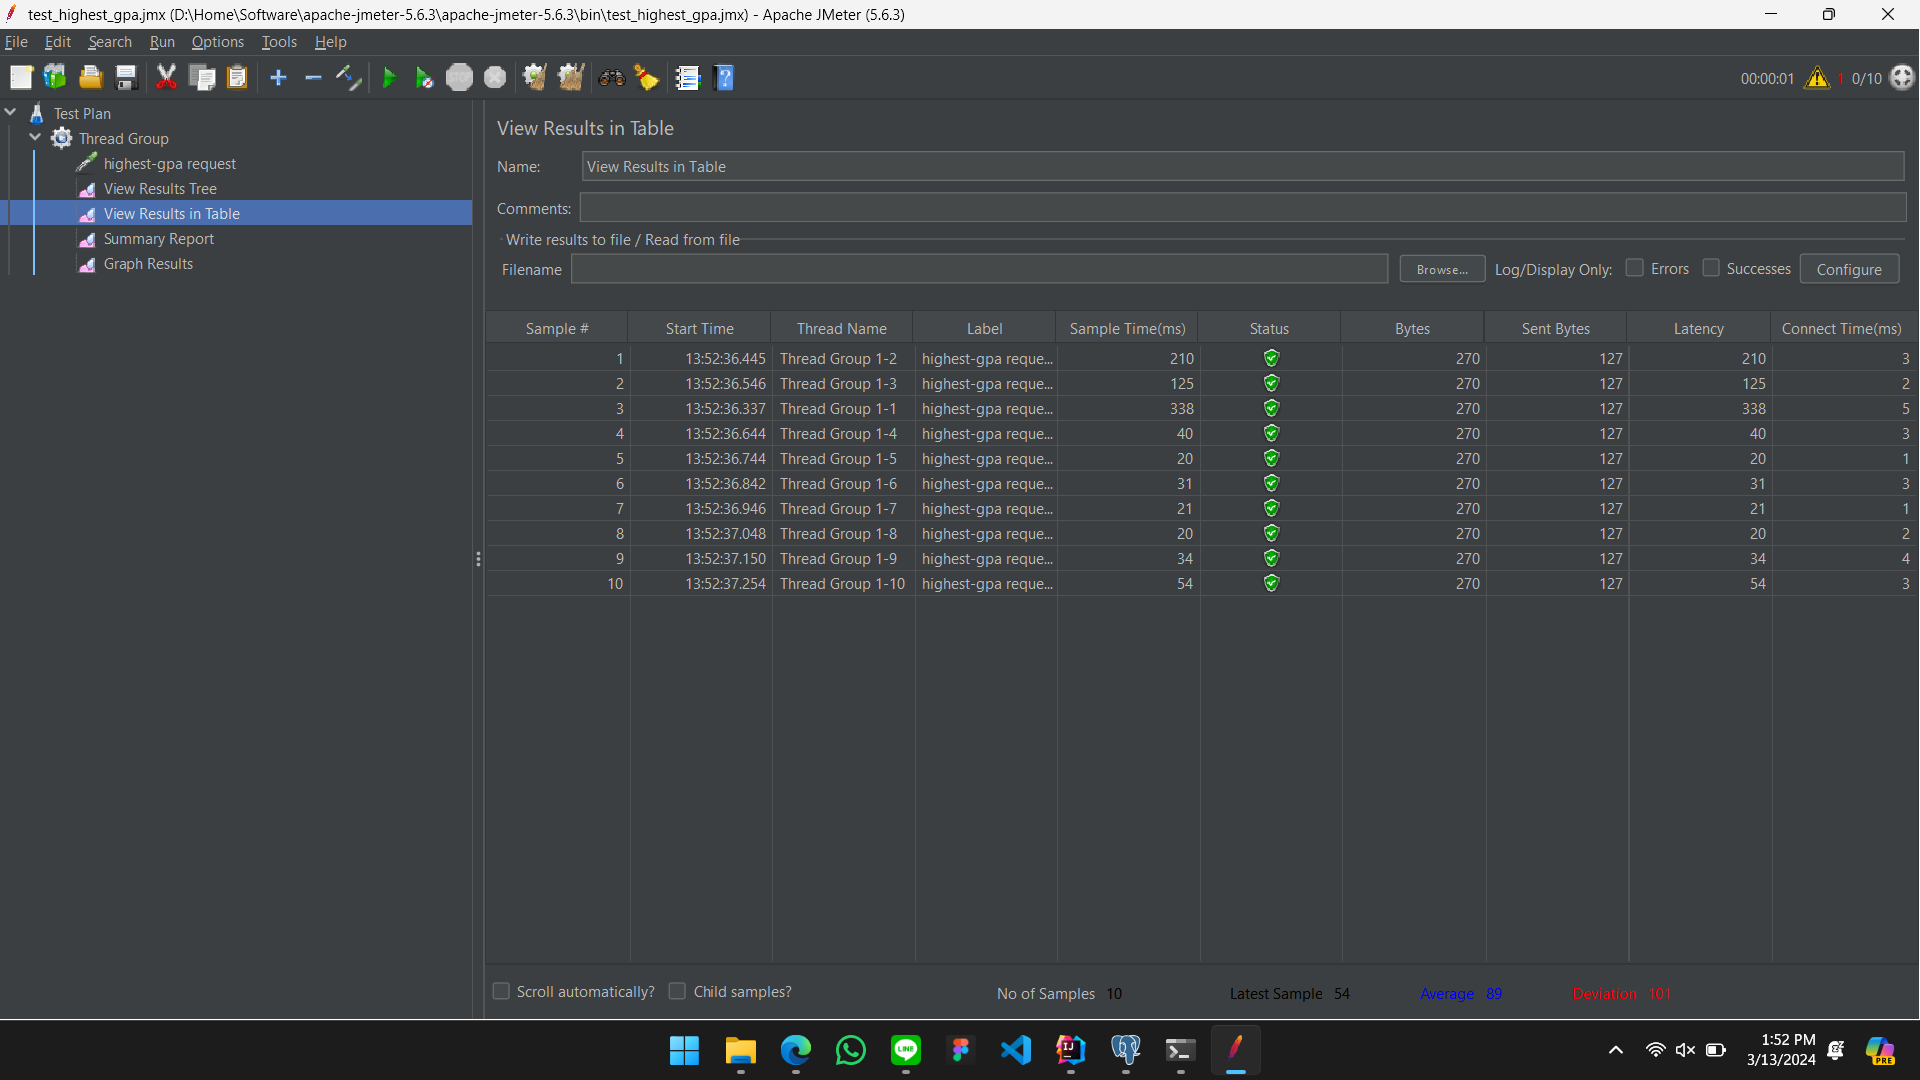 test_highest_gpa.jmx (D:\Home\Software\apache-jmeter-5.6.3\apache-jmeter-5.6.3\bin\test_highest_gpa.jmx) - Apache JMeter (5.6.3)
File Edit Search Run Options Tools Help
STOP 00:00:01 1 0/10
Test Plan
Thread Group
highest-gpa request
View Results Tree
View Results in Table
Summary Report
Graph Results
View Results in Table
Name: View Results in Table
Comments:
Write results to file / Read from file
Filename Browse... Log/Display Only: Errors Successes Configure
Sample # Start Time Thread Name Label Sample Time(ms) Status Bytes Sent Bytes Latency Connect Time(ms)
1 13:52:36.445 Thread Group 1-2 highest-gpa reque... 210 270 127 210 3
2 13:52:36.546 Thread Group 1-3 highest-gpa reque... 125 270 127 125 2
3 13:52:36.337 Thread Group 1-1 highest-gpa reque... 338 270 127 338 5
4 13:52:36.644 Thread Group 1-4 highest-gpa reque... 40 270 127 40 3
5 13:52:36.744 Thread Group 1-5 highest-gpa reque... 20 270 127 20 1
6 13:52:36.842 Thread Group 1-6 highest-gpa reque... 31 270 127 31 3
7 13:52:36.946 Thread Group 1-7 highest-gpa reque... 21 270 127 21 1
8 13:52:37.048 Thread Group 1-8 highest-gpa reque... 20 270 127 20 2
9 13:52:37.150 Thread Group 1-9 highest-gpa reque... 34 270 127 34 4
10 13:52:37.254 Thread Group 1-10 highest-gpa reque... 54 270 127 54 3
Scroll automatically? Child samples? No of Samples 10 Latest Sample 54 Average 89 Deviation 101
LINE IJ 1:52 PM
3/13/2024 PRE